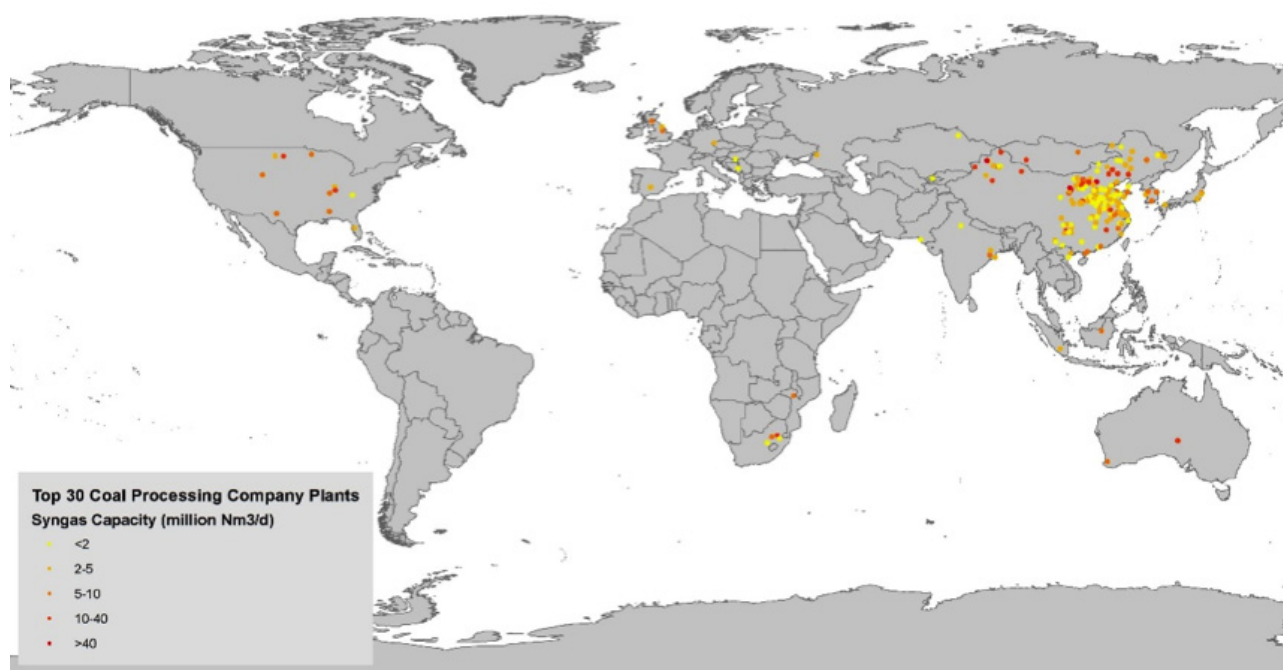 Top 30 Coal Processing Company Plants
Syngas Capacity (million Nm3/d)
<2
2-5
5-10
10-40
>40